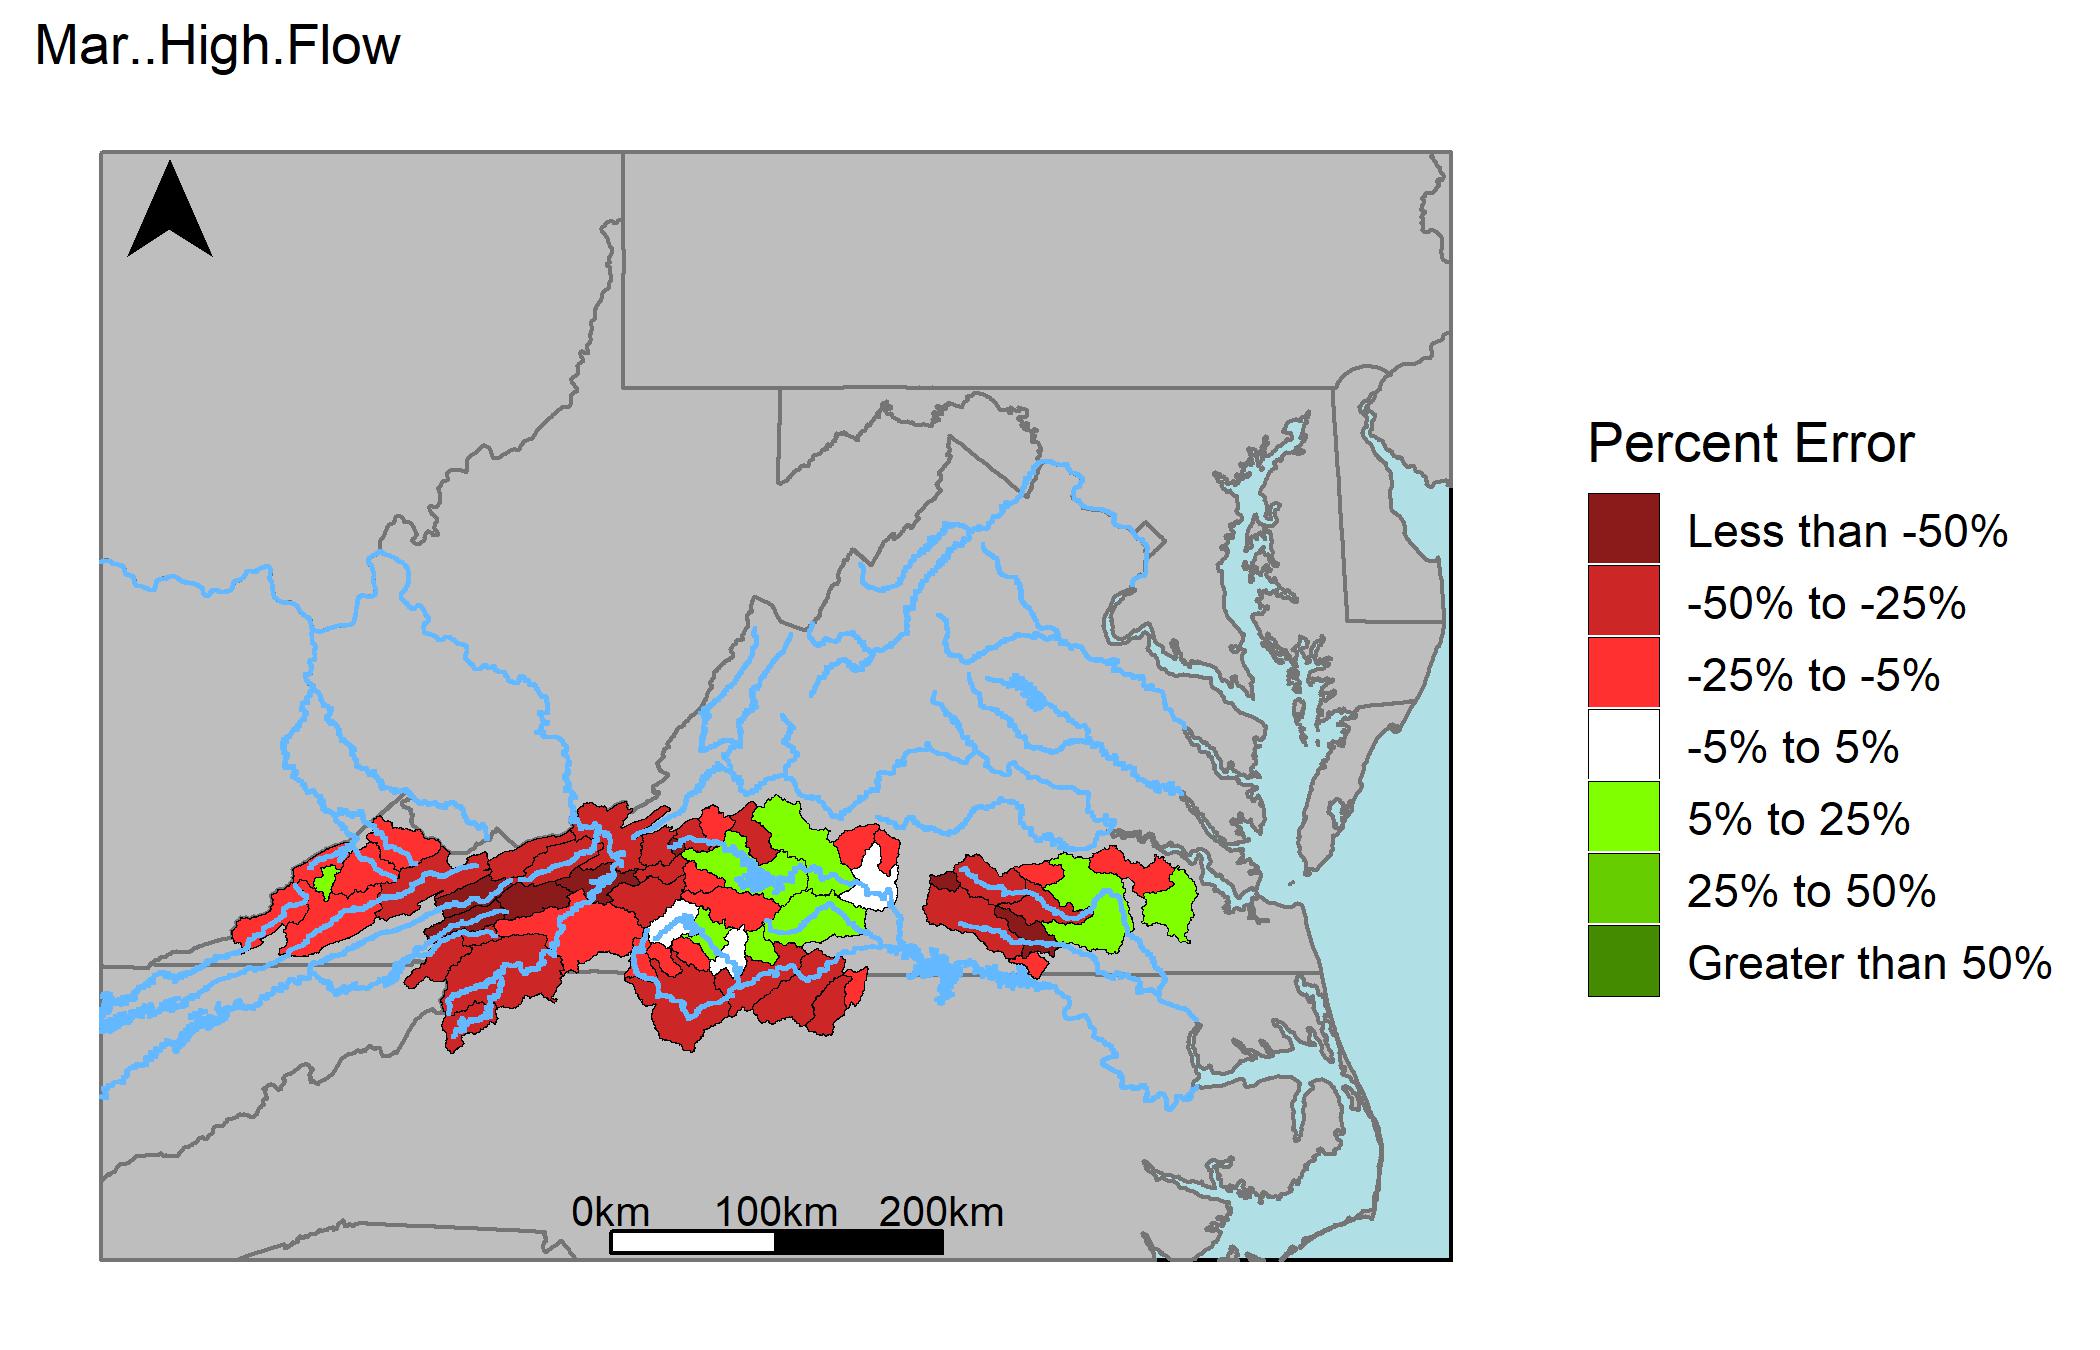 Mar..High.Flow
Percent Error
Less than -50%
-50% to -25%
-25% to -5%
-5% to 5%
5% to 25%
25% to 50%
Greater than 50%
0km 100km 200km